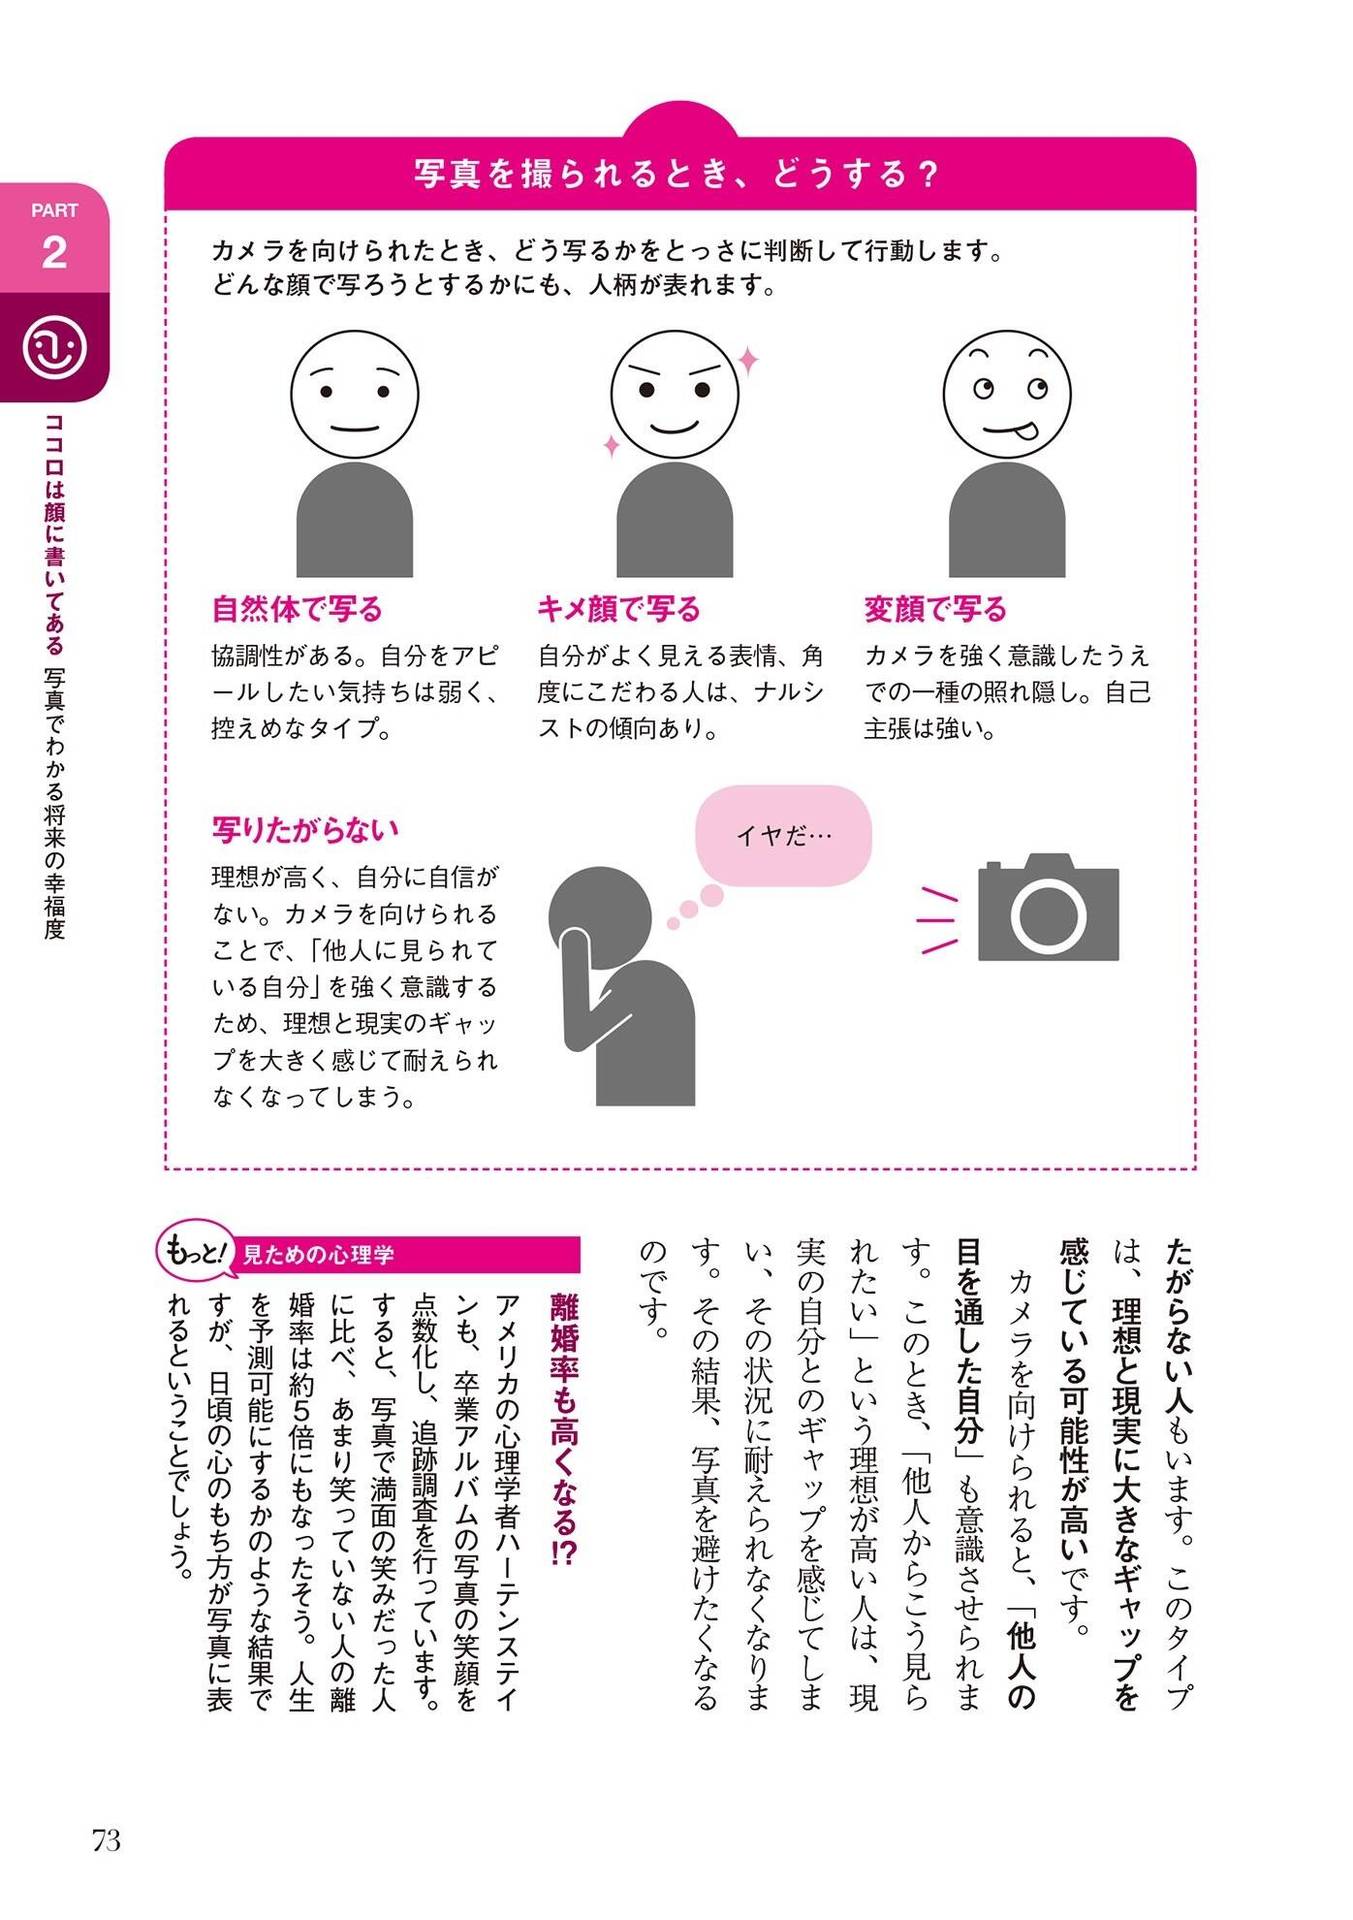 PART
2
ココロは顔に書いてある 写真でわかる将来の幸福度
写真を撮られるとき、どうする？
カメラを向けられたとき、どう写るかをとっさに判断して行動します。
どんな顔で写ろうとするかにも、人柄が表れます。
自然体で写る
協調性がある。自分をアピ
ールしたい気持ちは弱く、
控えめなタイプ。
キメ顔で写る
自分がよく見える表情、角
度にこだわる人は、ナルシ
ストの傾向あり。
変顔で写る
カメラを強く意識したうえ
での一種の照れ隠し。自己
主張は強い。
写りたがらない
理想が高く、自分に自信が
ない。カメラを向けられる
ことで、「他人に見られて
いる自分」を強く意識する
ため、理想と現実のギャッ
プを大きく感じて耐えられ
なくなってしまう。
イヤだ…
たがらない人もいます。このタイプ
は、理想と現実に大きなギャップを
感じている可能性が高いです。
カメラを向けられると、「他人の
目を通した自分」も意識させられま
す。このとき、「他人からこう見ら
れたい」という理想が高い人は、現
実の自分とのギャップを感じてしま
い、その状況に耐えられなくなりま
す。その結果、写真を避けたくなる
のです。
もっと！ 見ための心理学
離婚率も高くなる!?
アメリカの心理学者ハーテンステイ
ンも、卒業アルバムの写真の笑顔を
点数化し、追跡調査を行っています。
すると、写真で満面の笑みだった人
に比べ、あまり笑っていない人の離
婚率は約5倍にもなったそう。人生
を予測可能にするかのような結果で
すが、日頃の心のもち方が写真に表
れるということでしょう。
73